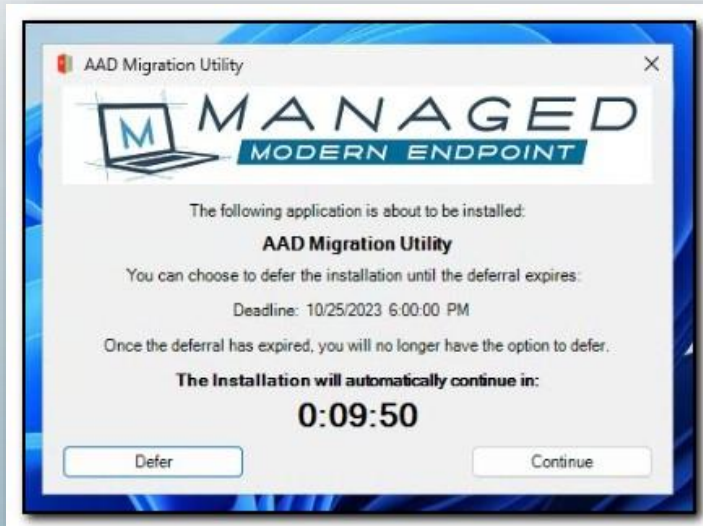 AAD Migration Utility
M
MANAGED
MODERN ENDPOINT
The following application is about to be installed:
AAD Migration Utility
You can choose to defer the installation until the deferral expires:
Deadline: 10/25/2023 6:00:00 PM
Once the deferral has expired, you will no longer have the option to defer.
The Installation will automatically continue in:
0:09:50
Defer
Continue